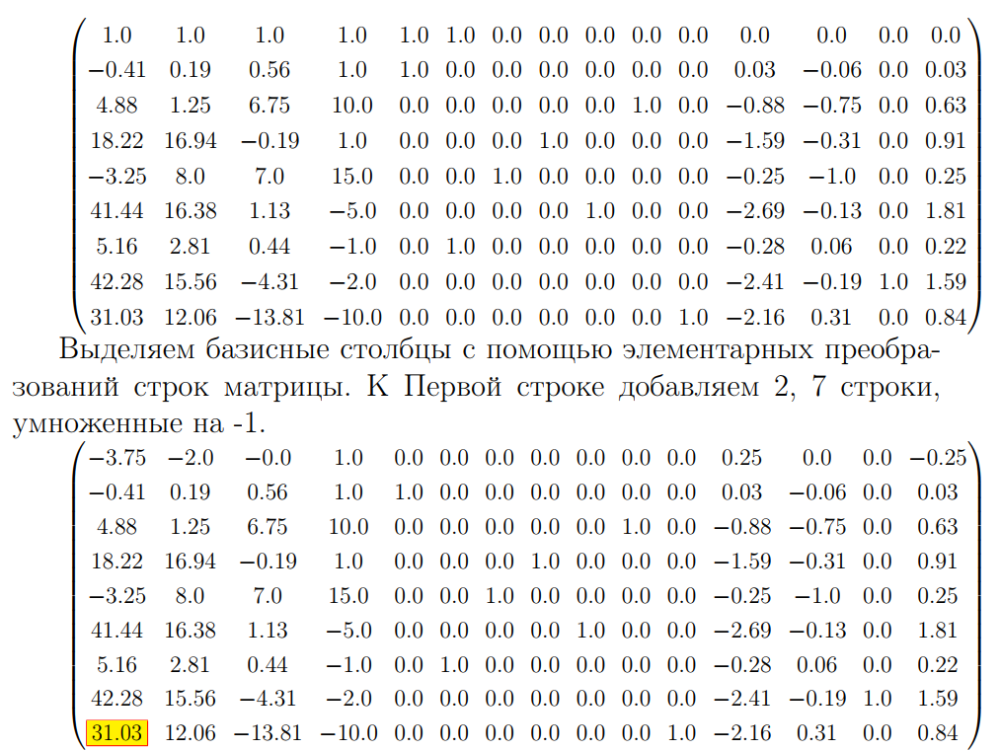 1.0 1.0 1.0 1.0 1.0 1.0 0.0 0.0 0.0 0.0 0.0 0.0 0.0 0.0 0.0
−0.41 0.19 0.56 1.0 1.0 0.0 0.0 0.0 0.0 0.0 0.0 0.03 −0.06 0.0 0.03
4.88 1.25 6.75 10.0 0.0 0.0 0.0 0.0 0.0 1.0 0.0 −0.88 −0.75 0.0 0.63
18.22 16.94 −0.19 1.0 0.0 0.0 0.0 1.0 0.0 0.0 0.0 −1.59 −0.31 0.0 0.91
−3.25 8.0 7.0 15.0 0.0 0.0 1.0 0.0 0.0 0.0 0.0 −0.25 −1.0 0.0 0.25
41.44 16.38 1.13 −5.0 0.0 0.0 0.0 0.0 1.0 0.0 0.0 −2.69 −0.13 0.0 1.81
5.16 2.81 0.44 −1.0 0.0 1.0 0.0 0.0 0.0 0.0 0.0 −0.28 0.06 0.0 0.22
42.28 15.56 −4.31 −2.0 0.0 0.0 0.0 0.0 0.0 0.0 0.0 −2.41 −0.19 1.0 1.59
31.03 12.06 −13.81 −10.0 0.0 0.0 0.0 0.0 0.0 0.0 1.0 −2.16 0.31 0.0 0.84
Выделяем базисные столбцы с помощью элементарных преобра-
зований строк матрицы. К Первой строке добавляем 2, 7 строки,
умноженные на -1.
−3.75 −2.0 −0.0 1.0 0.0 0.0 0.0 0.0 0.0 0.0 0.0 0.25 0.0 0.0 −0.25
−0.41 0.19 0.56 1.0 1.0 0.0 0.0 0.0 0.0 0.0 0.0 0.03 −0.06 0.0 0.03
4.88 1.25 6.75 10.0 0.0 0.0 0.0 0.0 0.0 1.0 0.0 −0.88 −0.75 0.0 0.63
18.22 16.94 −0.19 1.0 0.0 0.0 0.0 1.0 0.0 0.0 0.0 −1.59 −0.31 0.0 0.91
−3.25 8.0 7.0 15.0 0.0 0.0 1.0 0.0 0.0 0.0 0.0 −0.25 −1.0 0.0 0.25
41.44 16.38 1.13 −5.0 0.0 0.0 0.0 0.0 1.0 0.0 0.0 −2.69 −0.13 0.0 1.81
5.16 2.81 0.44 −1.0 0.0 1.0 0.0 0.0 0.0 0.0 0.0 −0.28 0.06 0.0 0.22
42.28 15.56 −4.31 −2.0 0.0 0.0 0.0 0.0 0.0 0.0 0.0 −2.41 −0.19 1.0 1.59
31.03 12.06 −13.81 −10.0 0.0 0.0 0.0 0.0 0.0 0.0 1.0 −2.16 0.31 0.0 0.84